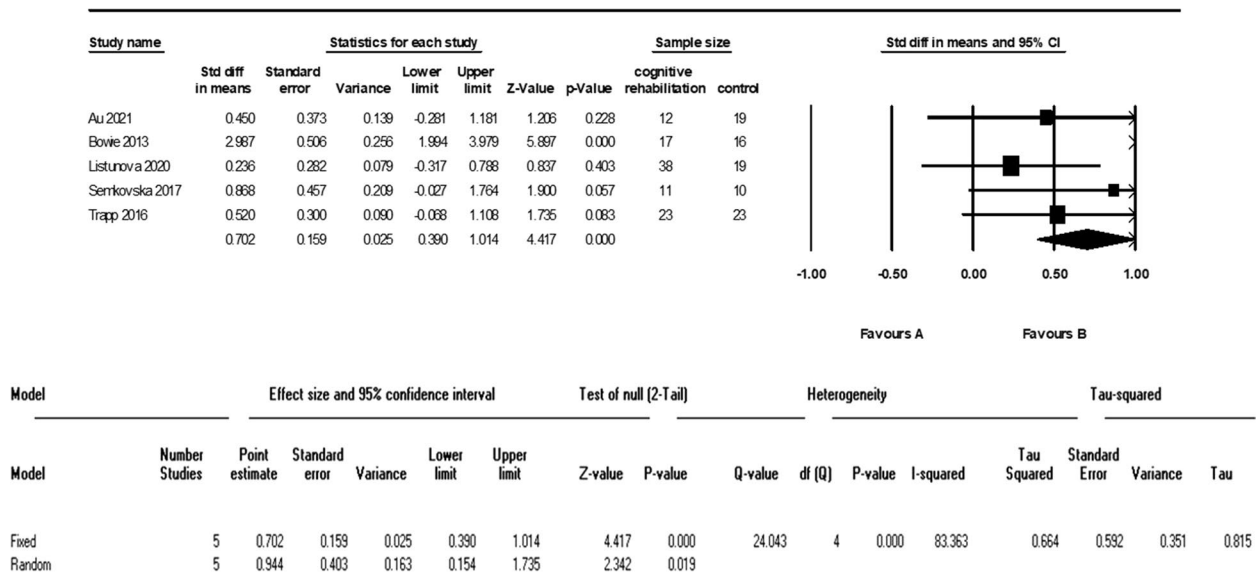 Study name Statistics for each study Sample size Std diff in means and 95% CI
Std diff Standard Lower Upper cognitive
in means error Variance limit limit Z-Value p-Value rehabilitation control
Au 2021 0.450 0.373 0.139 -0.281 1.181 1.206 0.228 12 19
Bowie 2013 2.987 0.506 0.256 1.994 3.979 5.897 0.000 17 16
Listunova 2020 0.236 0.282 0.079 -0.317 0.788 0.837 0.403 38 19
Semkovska 2017 0.868 0.457 0.209 -0.027 1.764 1.900 0.057 11 10
Trapp 2016 0.520 0.300 0.090 -0.068 1.108 1.735 0.083 23 23
0.702 0.159 0.025 0.390 1.014 4.417 0.000
-1.00 -0.50 0.00 0.50 1.00
Favours A Favours B
Model Effect size and 95% confidence interval Test of null (2-Tail) Heterogeneity Tau-squared
Number Point Standard Lower Upper Tau Standard
Model Studies estimate error Variance limit limit Z-value P-value Q-value df (Q) P-value I-squared Squared Error Variance Tau
Fixed 5 0.702 0.159 0.025 0.390 1.014 4.417 0.000 24.043 4 0.000 83.363 0.664 0.592 0.351 0.815
Random 5 0.944 0.403 0.163 0.154 1.735 2.342 0.019